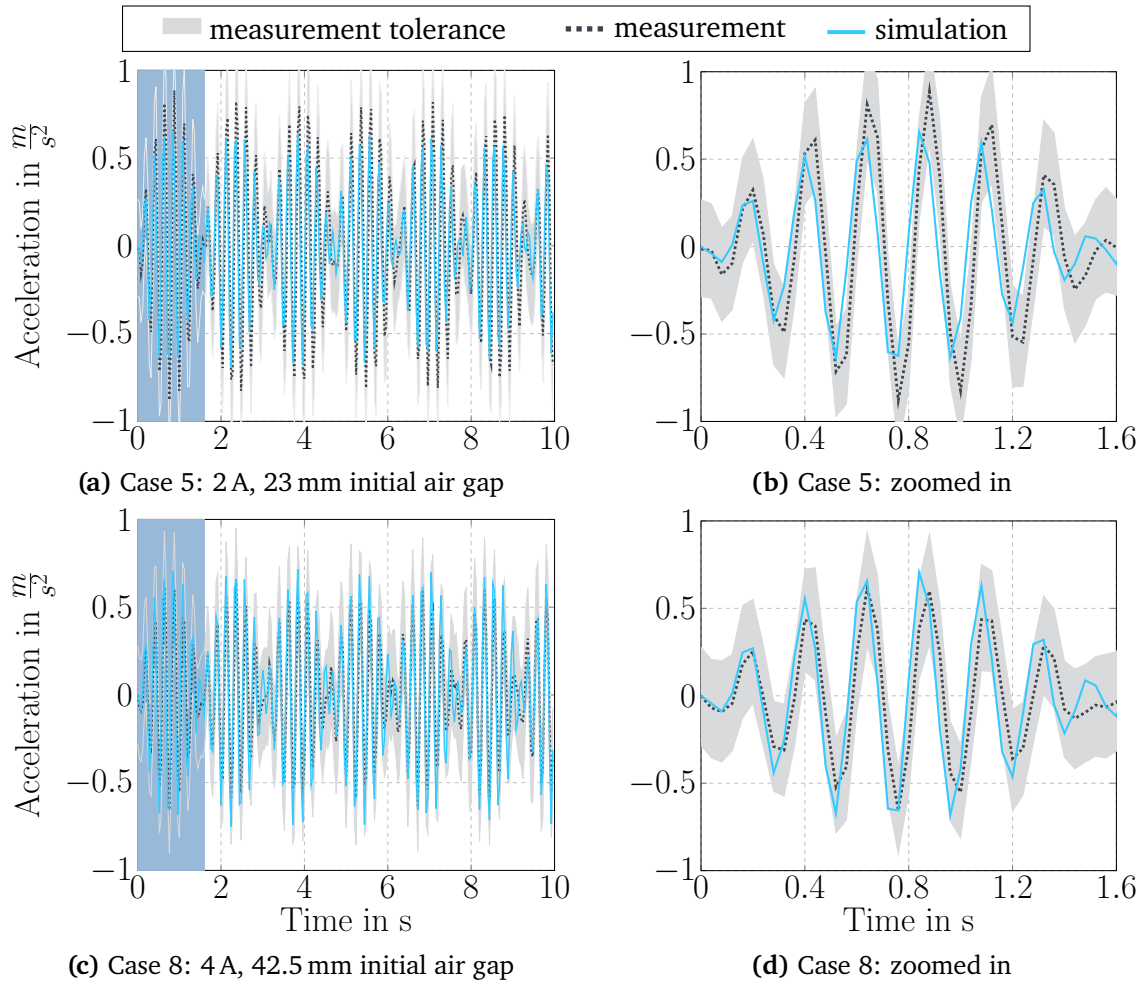 measurement tolerance measurement simulation
1
0.5
0
−0.5
−1
Acceleration in m/s²
0 2 4 6 8 10
(a) Case 5: 2 A, 23 mm initial air gap
1
0.5
0
−0.5
−1
0 0.4 0.8 1.2 1.6
(b) Case 5: zoomed in
1
0.5
0
−0.5
−1
Acceleration in m/s²
0 2 4 6 8 10
Time in s
(c) Case 8: 4 A, 42.5 mm initial air gap
1
0.5
0
−0.5
−1
0 0.4 0.8 1.2 1.6
Time in s
(d) Case 8: zoomed in